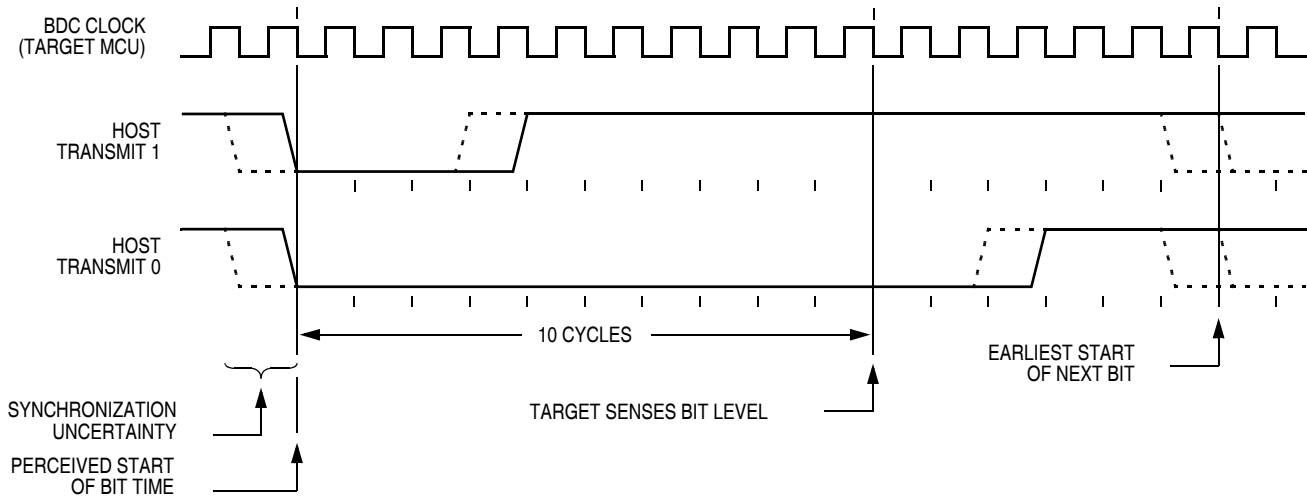 BDC CLOCK
(TARGET MCU)
HOST
TRANSMIT 1
HOST
TRANSMIT 0
10 CYCLES
EARLIEST START
OF NEXT BIT
TARGET SENSES BIT LEVEL
SYNCHRONIZATION
UNCERTAINTY
PERCEIVED START
OF BIT TIME